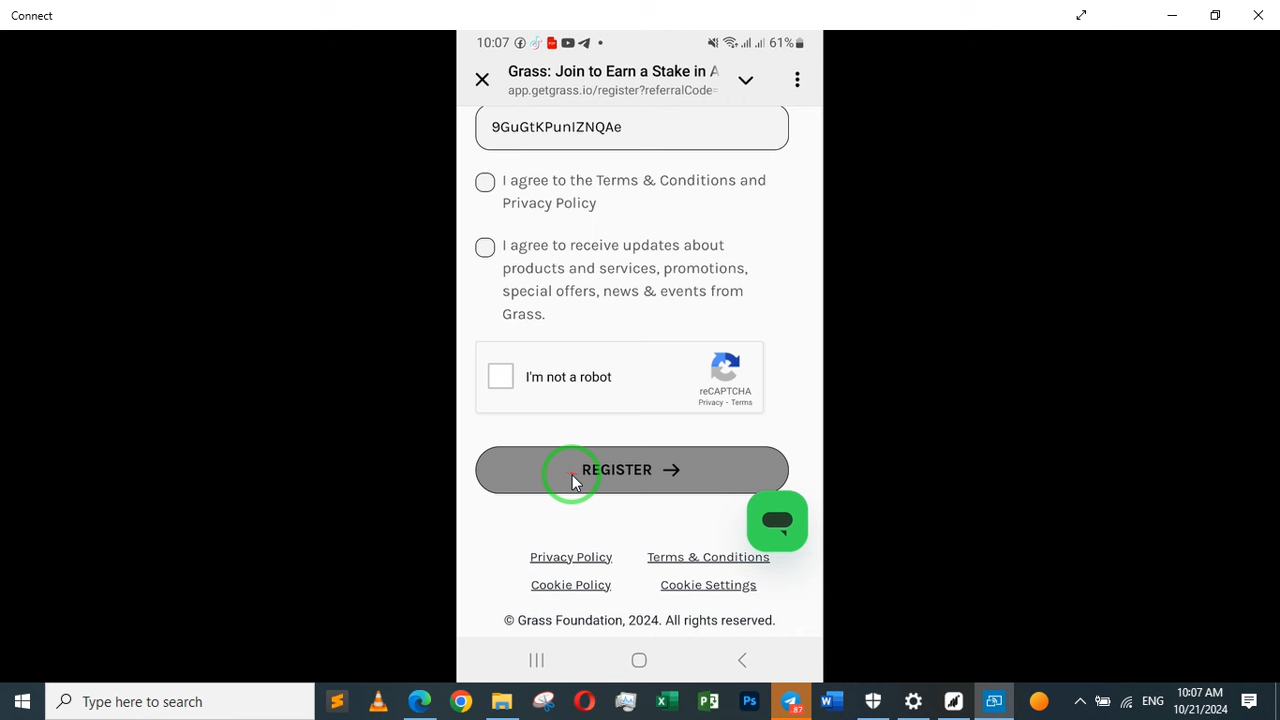 Connect
10:07
61%
Grass: Join to Earn a Stake in A
app.getgrass.io/register?referralCode=
9GuGtKPunIZNQAe
I agree to the Terms & Conditions and
Privacy Policy
I agree to receive updates about
products and services, promotions,
special offers, news & events from
Grass.
I'm not a robot
reCAPTCHA
Privacy - Terms
REGISTER
Privacy Policy
Terms & Conditions
Cookie Policy
Cookie Settings
© Grass Foundation, 2024. All rights reserved.
Type here to search
87
ENG
10:07 AM
10/21/2024